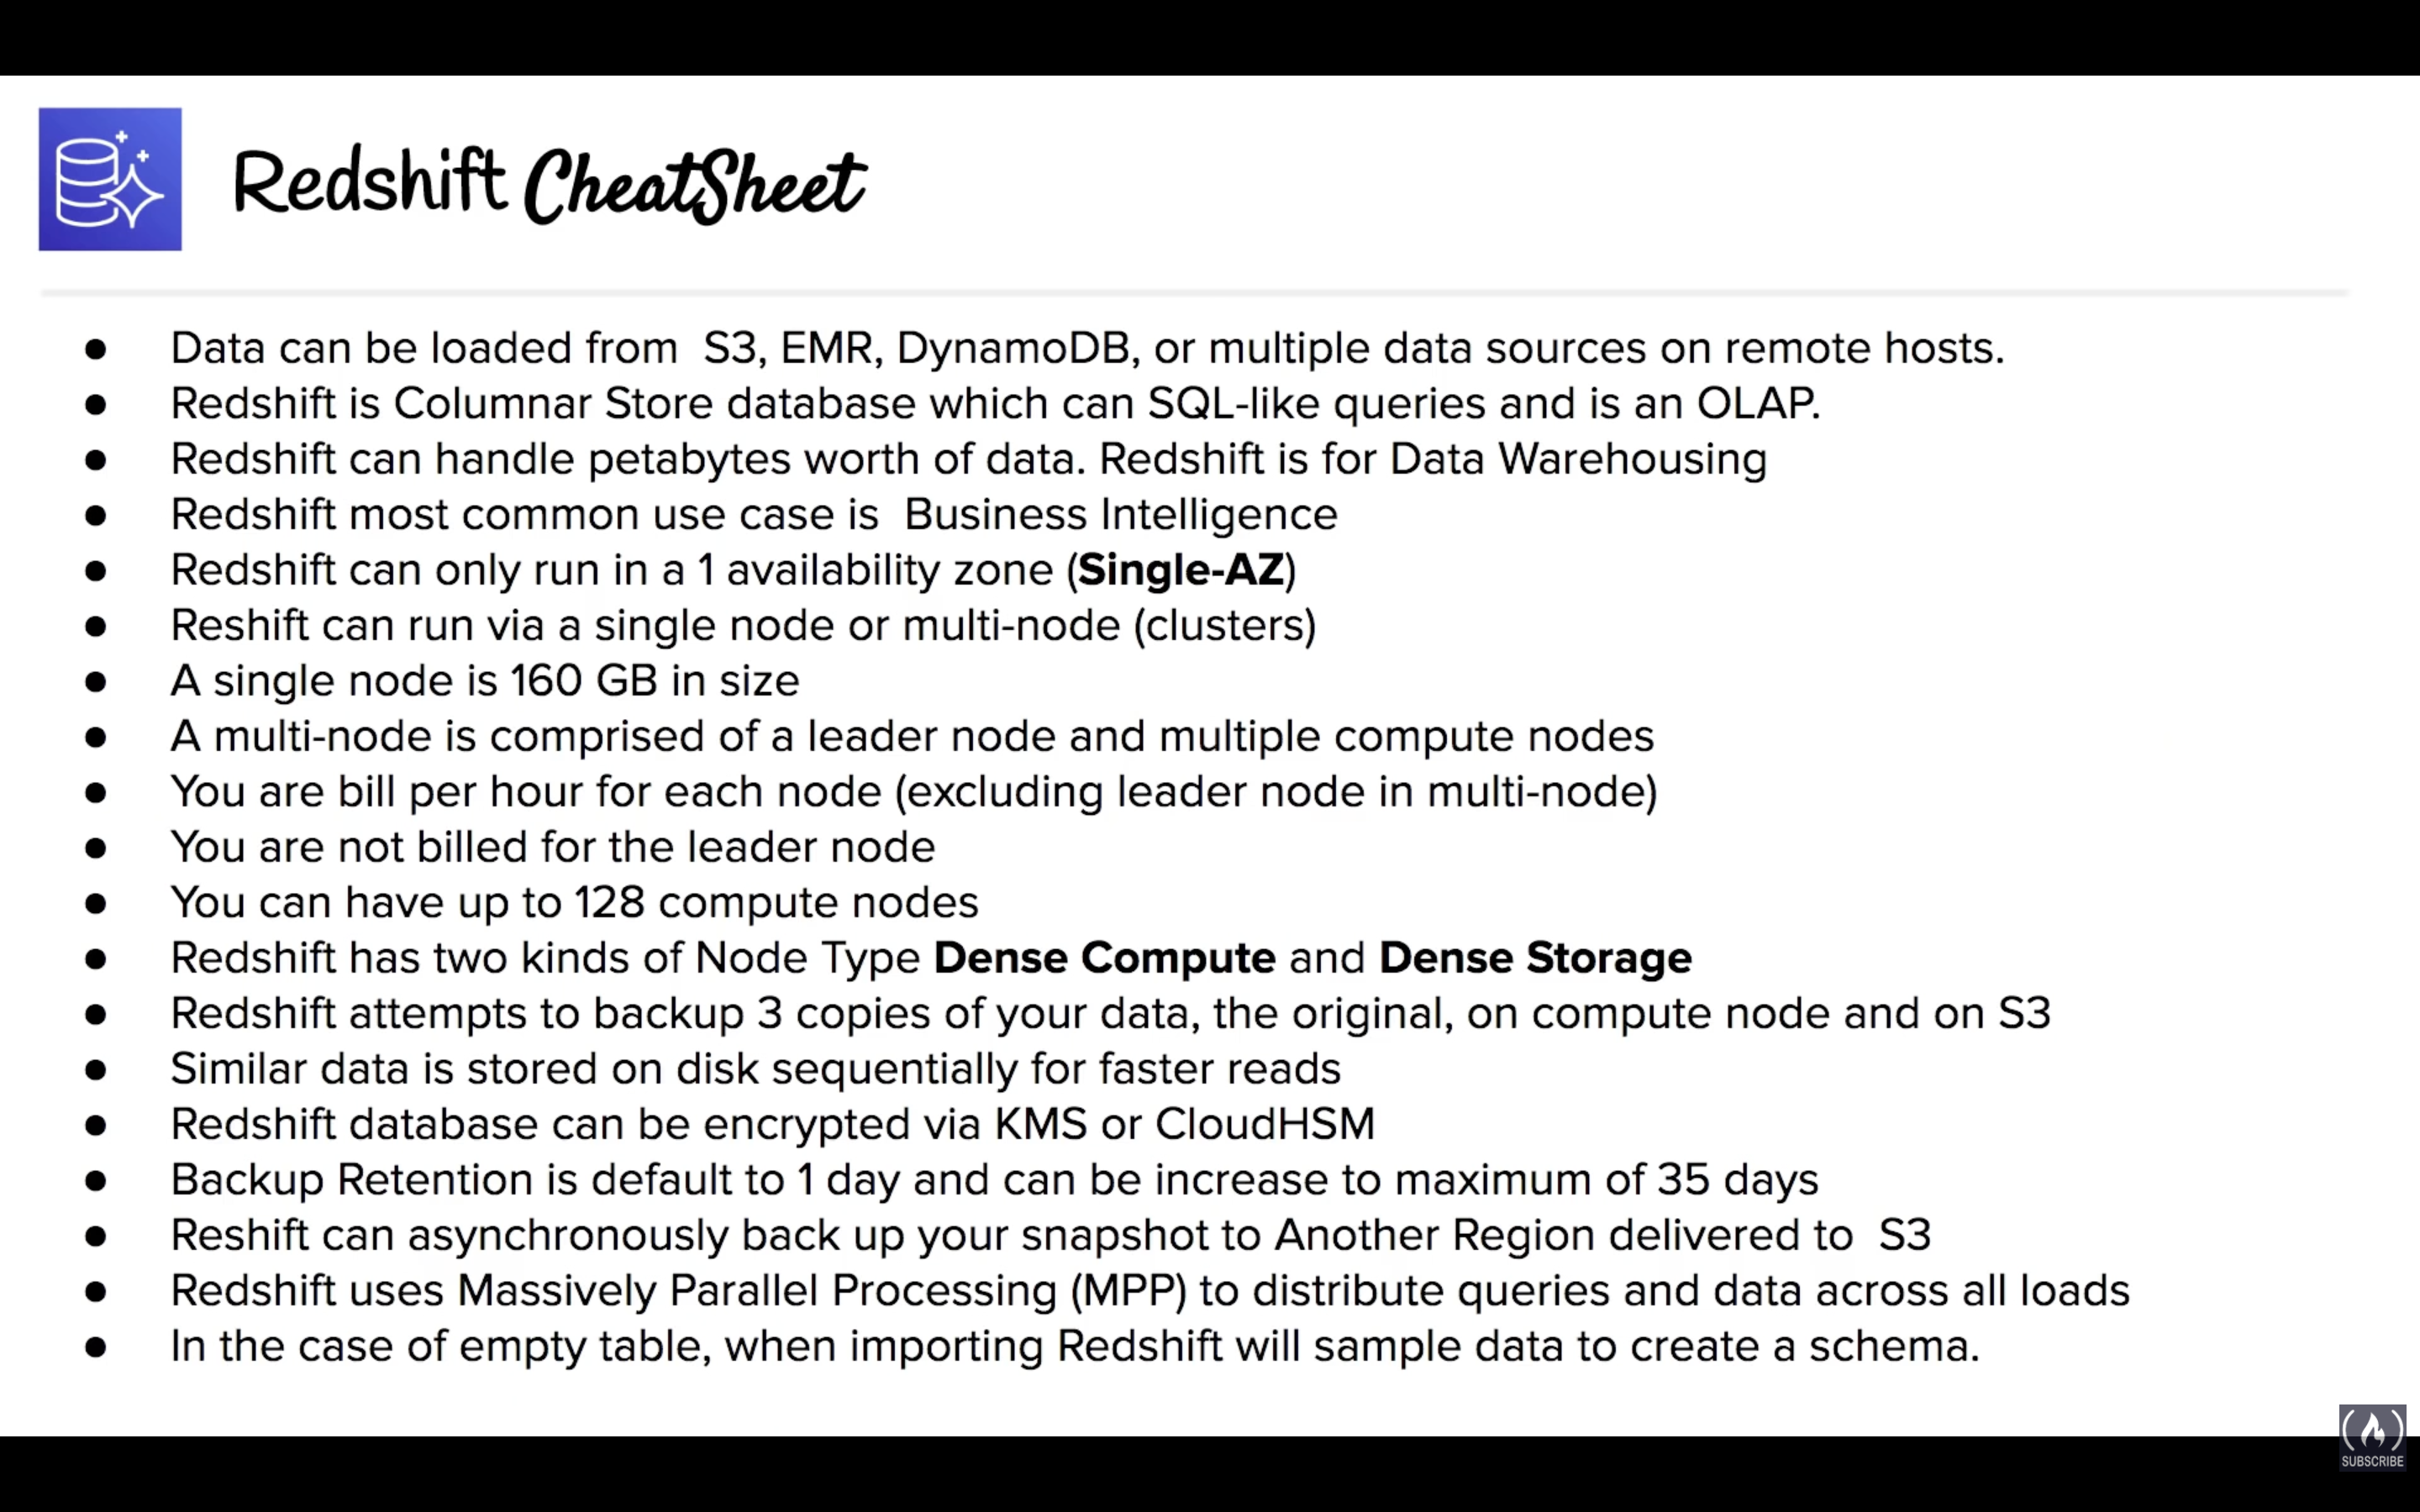 Redshift CheatSheet
● Data can be loaded from  S3, EMR, DynamoDB, or multiple data sources on remote hosts.
● Redshift is Columnar Store database which can SQL-like queries and is an OLAP.
● Redshift can handle petabytes worth of data. Redshift is for Data Warehousing
● Redshift most common use case is  Business Intelligence
● Redshift can only run in a 1 availability zone (Single-AZ)
● Reshift can run via a single node or multi-node (clusters)
● A single node is 160 GB in size
● A multi-node is comprised of a leader node and multiple compute nodes
● You are bill per hour for each node (excluding leader node in multi-node)
● You are not billed for the leader node
● You can have up to 128 compute nodes
● Redshift has two kinds of Node Type Dense Compute and Dense Storage
● Redshift attempts to backup 3 copies of your data, the original, on compute node and on S3
● Similar data is stored on disk sequentially for faster reads
● Redshift database can be encrypted via KMS or CloudHSM
● Backup Retention is default to 1 day and can be increase to maximum of 35 days
● Reshift can asynchronously back up your snapshot to Another Region delivered to  S3
● Redshift uses Massively Parallel Processing (MPP) to distribute queries and data across all loads
● In the case of empty table, when importing Redshift will sample data to create a schema.
SUBSCRIBE